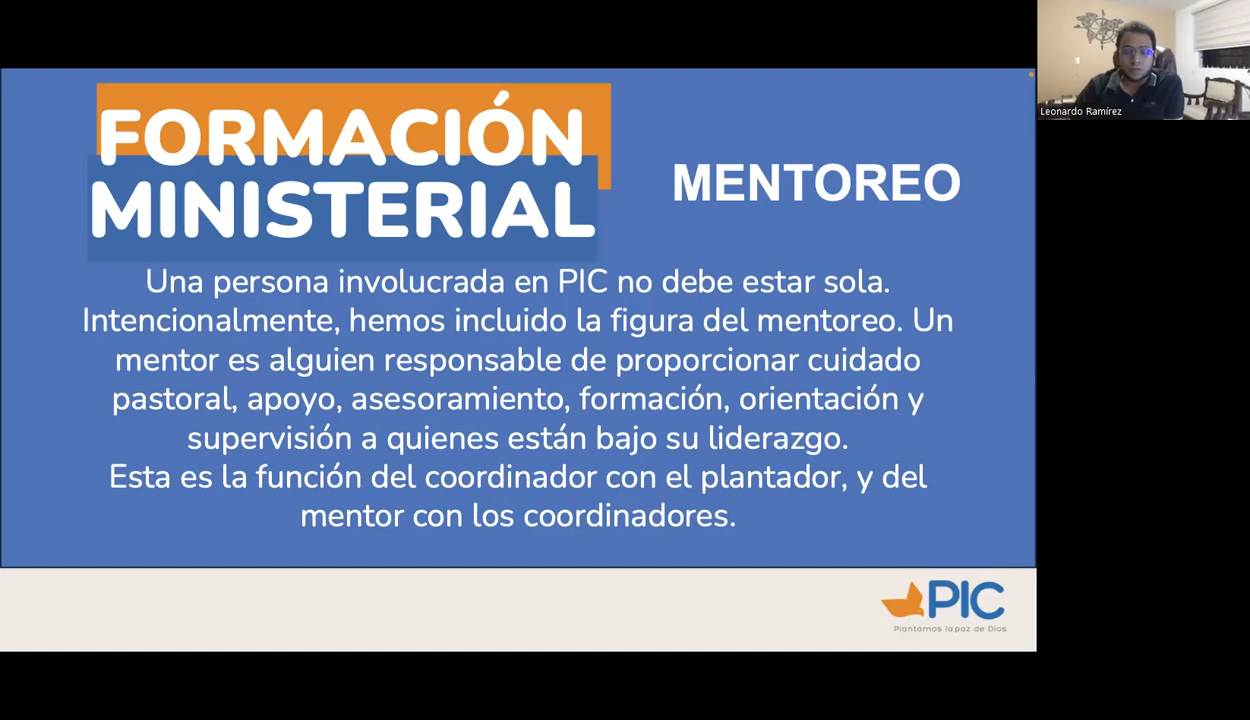 FORMACIÓN
MINISTERIAL
MENTOREO
Una persona involucrada en PIC no debe estar sola.
Intencionalmente, hemos incluido la figura del mentoreo. Un
mentor es alguien responsable de proporcionar cuidado
pastoral, apoyo, asesoramiento, formación, orientación y
supervisión a quienes están bajo su liderazgo.
Esta es la función del coordinador con el plantador, y del
mentor con los coordinadores.
PIC
Plantamos la paz de Dios
Leonardo Ramírez